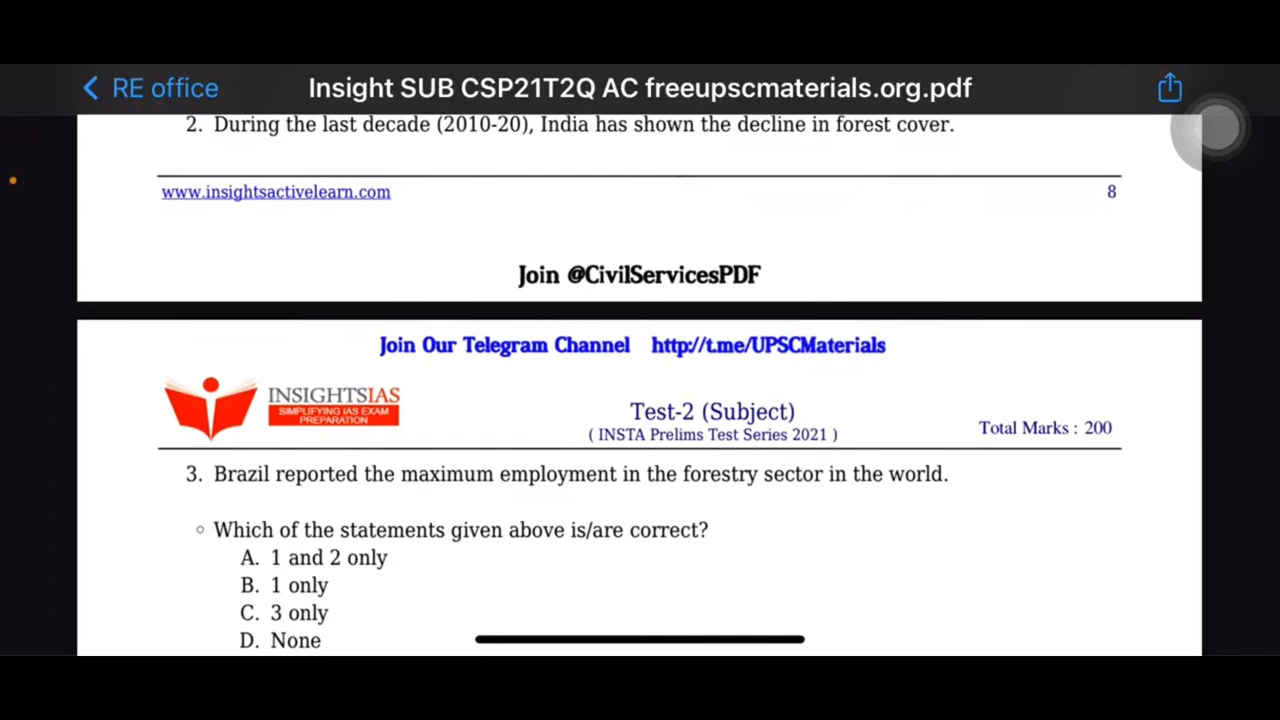 RE office
Insight SUB CSP21T2Q AC freeupscmaterials.org.pdf
2. During the last decade (2010-20), India has shown the decline in forest cover.
www.insightsactivelearn.com
8
Join @CivilServicesPDF
Join Our Telegram Channel http://t.me/UPSCMaterials
INSIGHTSIAS
SIMPLIFYING IAS EXAM
PREPARATION
Test-2 (Subject)
( INSTA Prelims Test Series 2021 )
Total Marks : 200
3. Brazil reported the maximum employment in the forestry sector in the world.
○ Which of the statements given above is/are correct?
A. 1 and 2 only
B. 1 only
C. 3 only
D. None